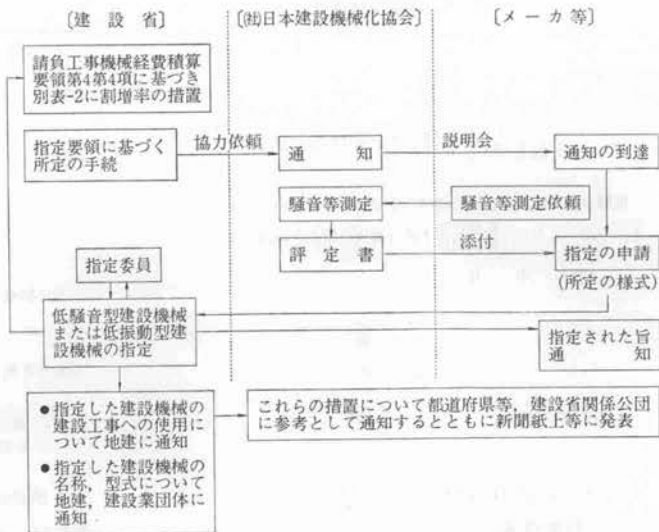 〔建設省〕
〔㈳日本建設機械化協会〕
〔メーカ等〕
請負工事機械経費積算
要領第4第4項に基づき
別表-2に割増率の措置
指定要領に基づく
所定の手続
協力依頼
通知
説明会
通知の到達
騒音等測定
騒音等測定依頼
評定書
添付
指定の申請
(所定の様式)
指定委員
低騒音型建設機械
または低振動型建
設機械の指定
指定された旨
通知
●指定した建設機械の
建設工事への使用に
ついて地建に通知
●指定した建設機械の
名称，型式について
地建，建設業団体に
通知
これらの措置について都道府県等，建設省関係公団
に参考として通知するとともに新聞紙上等に発表